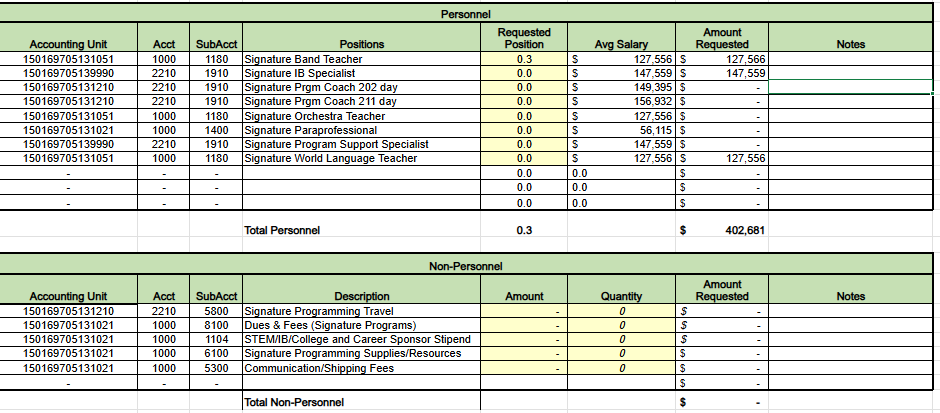 Personnel
Accounting Unit Acct SubAcct Positions Requested Position Avg Salary Amount Requested Notes
150169705131051 1000 1180 Signature Band Teacher 0.3 $ 127,556 $ 127,566
150169705139990 2210 1910 Signature IB Specialist 0.0 $ 147,559 $ 147,559
150169705131210 2210 1910 Signature Prgm Coach 202 day 0.0 $ 149,395 $ -
150169705131210 2210 1910 Signature Prgm Coach 211 day 0.0 $ 156,932 $ -
150169705131051 1000 1180 Signature Orchestra Teacher 0.0 $ 127,556 $ -
150169705131021 1000 1400 Signature Paraprofessional 0.0 $ 56,115 $ -
150169705139990 2210 1910 Signature Program Support Specialist 0.0 $ 147,559 $ -
150169705131051 1000 1180 Signature World Language Teacher 0.0 $ 127,556 $ 127,556
- - - 0.0 0.0 $ -
- - - 0.0 0.0 $ -
- - - 0.0 0.0 $ -
Total Personnel 0.3 $ 402,681
Non-Personnel
Accounting Unit Acct SubAcct Description Amount Quantity Amount Requested Notes
150169705131210 2210 5800 Signature Programming Travel - 0 $ -
150169705131021 1000 8100 Dues & Fees (Signature Programs) - 0 $ -
150169705131021 1000 1104 STEM/IB/College and Career Sponsor Stipend - 0 $ -
150169705131021 1000 6100 Signature Programming Supplies/Resources - 0 $ -
150169705131021 1000 5300 Communication/Shipping Fees - 0 $ -
- - - $ -
Total Non-Personnel $ -